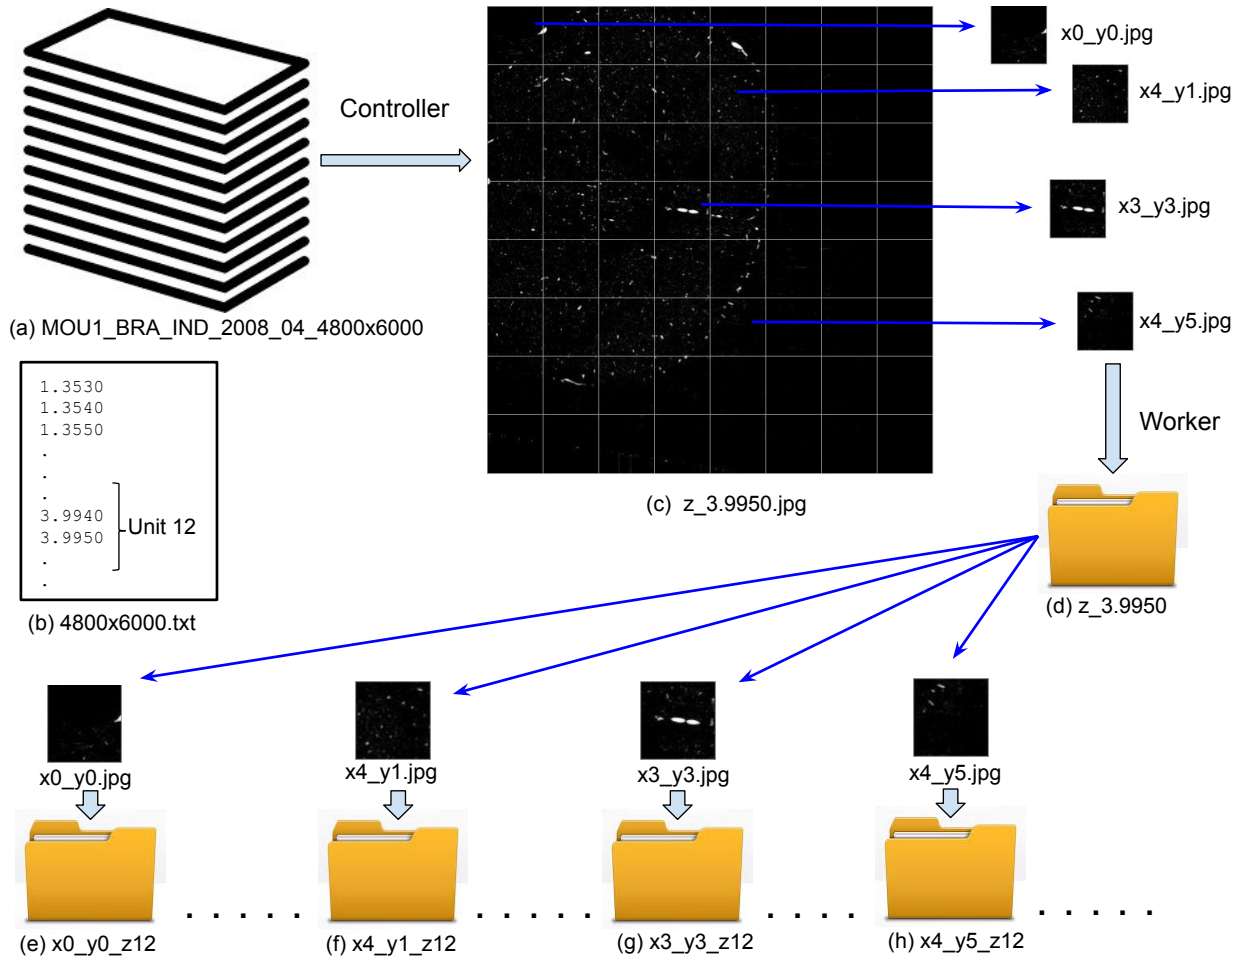 x0_y0.jpg
x4_y1.jpg
Controller
x3_y3.jpg
x4_y5.jpg
(a) MOU1_BRA_IND_2008_04_4800x6000
1.3530
1.3540
1.3550
.
.
.
3.9940
3.9950
.
.
Unit 12
(b) 4800x6000.txt
(c) z_3.9950.jpg
Worker
(d) z_3.9950
x0_y0.jpg
x4_y1.jpg
x3_y3.jpg
x4_y5.jpg
. . . . .
. . . . .
. . . .
. . . . .
(e) x0_y0_z12
(f) x4_y1_z12
(g) x3_y3_z12
(h) x4_y5_z12